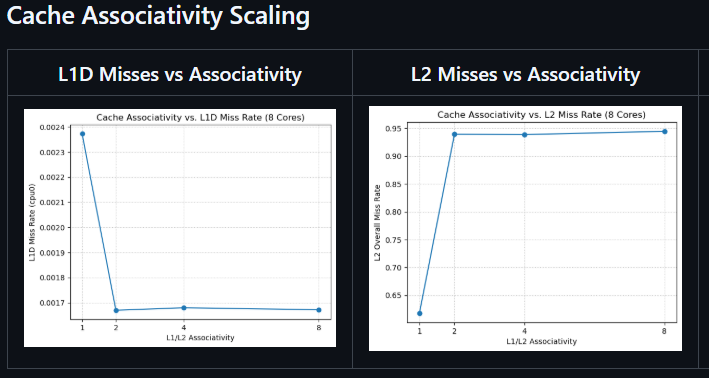 Cache Associativity Scaling
L1D Misses vs Associativity
L2 Misses vs Associativity
Cache Associativity vs. L1D Miss Rate (8 Cores)
0.0024
0.0023
0.0022
0.0021
0.0020
0.0019
0.0018
0.0017
L1D Miss Rate (cpu0)
1 2 4 8
L1/L2 Associativity
Cache Associativity vs. L2 Miss Rate (8 Cores)
0.95
0.90
0.85
0.80
0.75
0.70
0.65
L2 Overall Miss Rate
1 2 4 8
L1/L2 Associativity